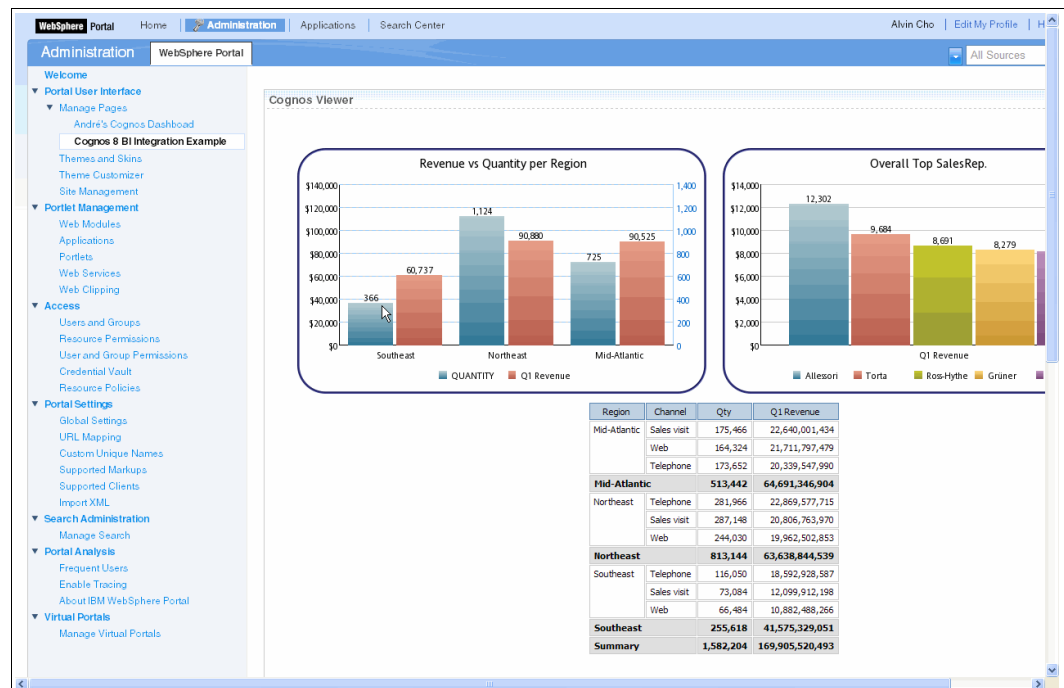 WebSphere Portal Home Administration Applications Search Center Alvin Cho Edit My Profile H
Administration WebSphere Portal All Sources
Welcome
Portal User Interface
Manage Pages
André's Cognos Dashboad
Cognos 8 BI Integration Example
Themes and Skins
Theme Customizer
Site Management
Portlet Management
Web Modules
Applications
Portlets
Web Services
Web Clipping
Access
Users and Groups
Resource Permissions
User and Group Permissions
Credential Vault
Resource Policies
Portal Settings
Global Settings
URL Mapping
Custom Unique Names
Supported Markups
Supported Clients
Import XML
Search Administration
Manage Search
Portal Analysis
Frequent Users
Enable Tracing
About IBM WebSphere Portal
Virtual Portals
Manage Virtual Portals
Cognos Viewer
Revenue vs Quantity per Region
$140,000 1,400
$120,000 1,200
$100,000 1,000
$80,000 800
$60,000 600
$40,000 400
$20,000 200
$0 0
366 60,737 1,124 90,880 725 90,525
Southeast Northeast Mid-Atlantic
QUANTITY Q1 Revenue
Overall Top SalesRep.
$14,000
$12,000
$10,000
$8,000
$6,000
$4,000
$2,000
$0
12,302 9,684 8,691 8,279
Q1 Revenue
Allessori Torta Ross-Hythe Grüner
Region Channel Qty Q1 Revenue
Mid-Atlantic Sales visit 175,466 22,640,001,434
Web 164,324 21,711,797,479
Telephone 173,652 20,339,547,990
Mid-Atlantic 513,442 64,691,346,904
Northeast Telephone 281,966 22,869,577,715
Sales visit 287,148 20,806,763,970
Web 244,030 19,962,502,853
Northeast 813,144 63,638,844,539
Southeast Telephone 116,050 18,592,928,587
Sales visit 73,084 12,099,912,198
Web 66,484 10,882,488,266
Southeast 255,618 41,575,329,051
Summary 1,582,204 169,905,520,493